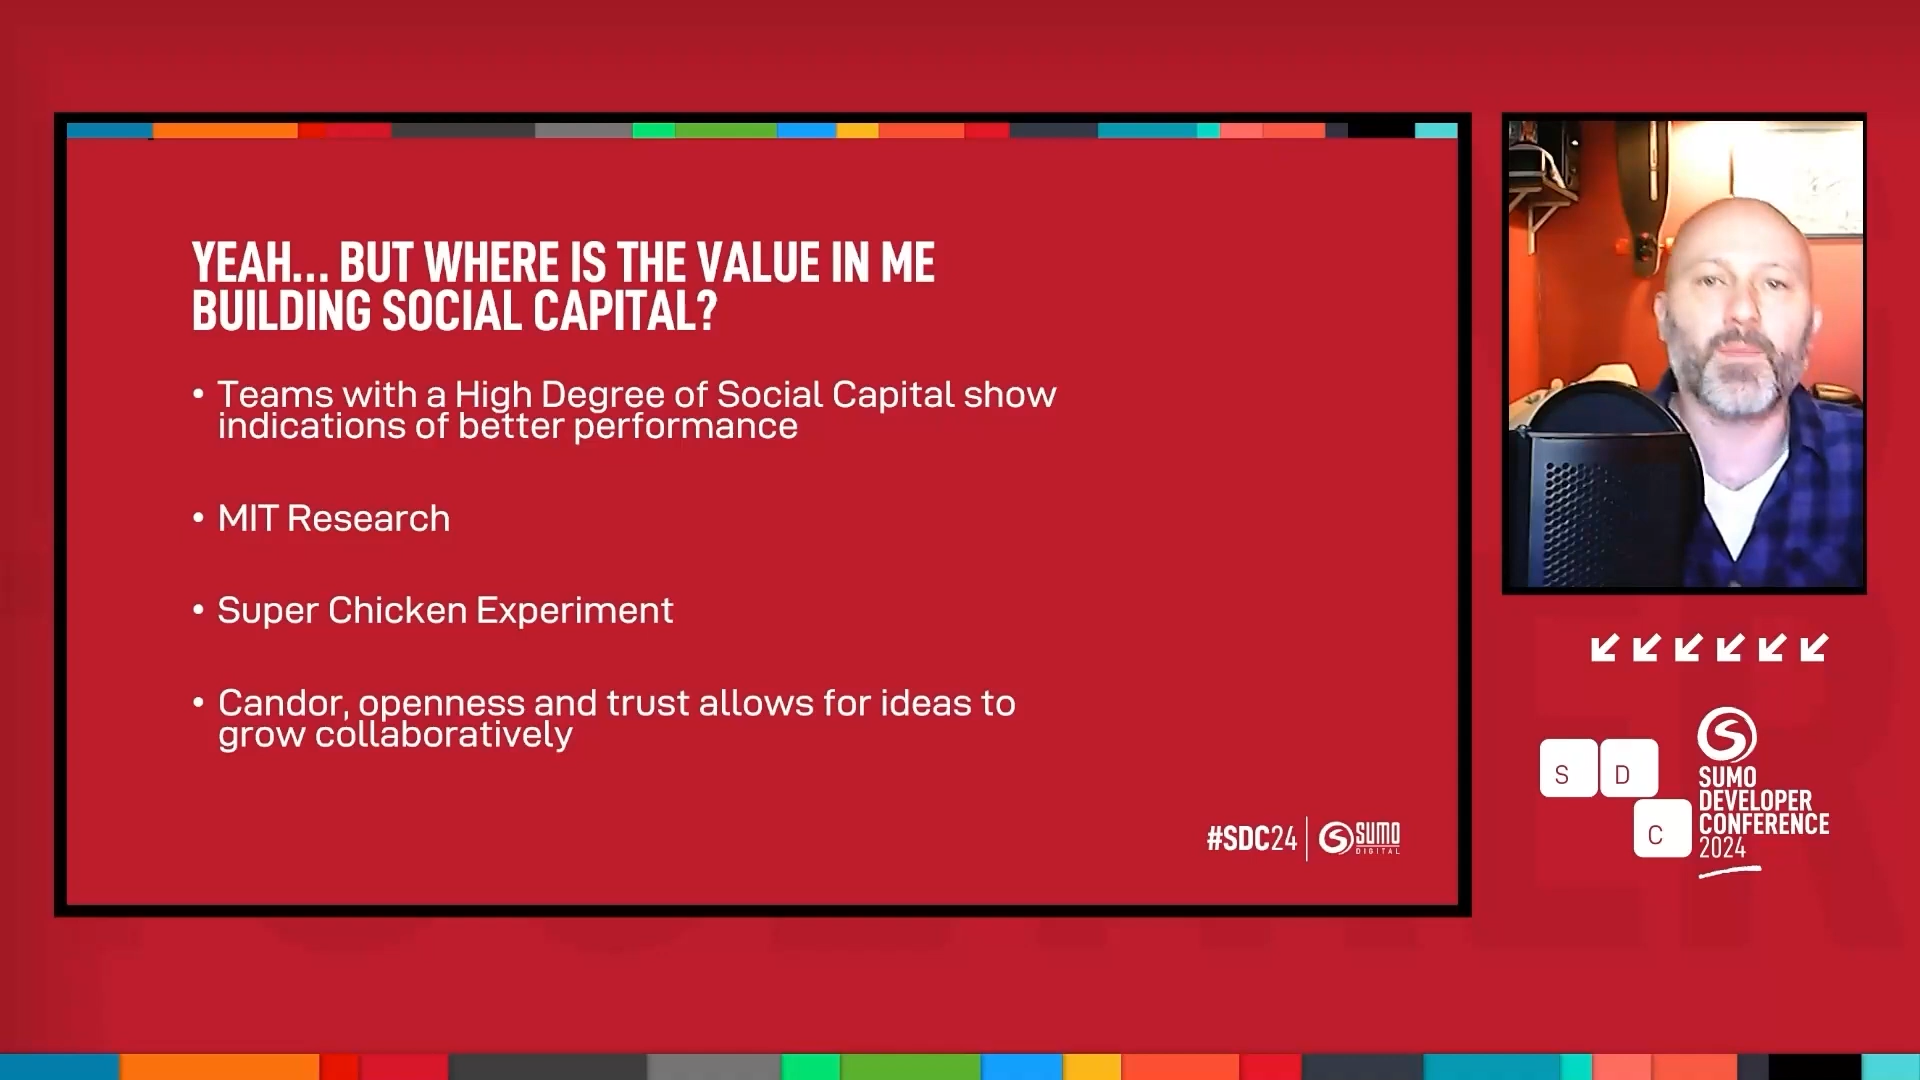 YEAH... BUT WHERE IS THE VALUE IN ME
BUILDING SOCIAL CAPITAL?
• Teams with a High Degree of Social Capital show
indications of better performance
• MIT Research
• Super Chicken Experiment
• Candor, openness and trust allows for ideas to
grow collaboratively
#SDC24
SUMO
DIGITAL
S D
C
SUMO
DEVELOPER
CONFERENCE
2024